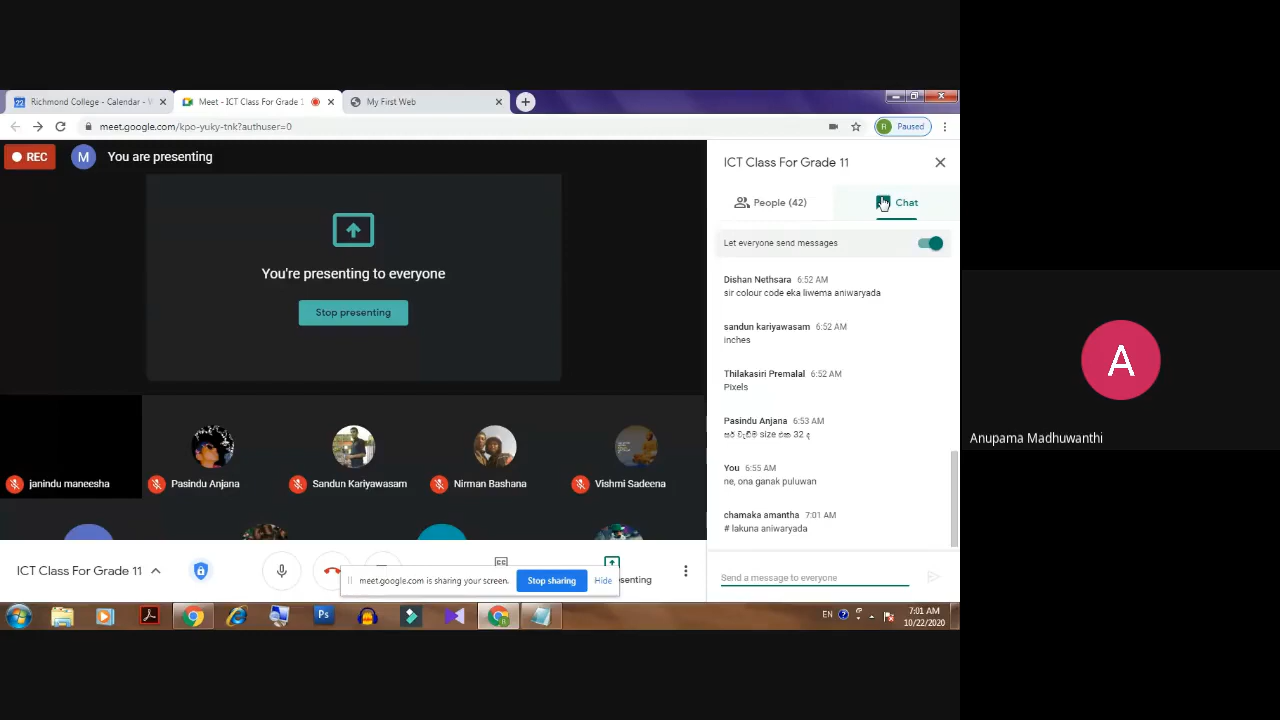 Richmond College - Calendar - W
Meet - ICT Class For Grade 1
My First Web
meet.google.com/kpo-yuky-tnk?authuser=0
R
Paused
REC
M
You are presenting
You're presenting to everyone
Stop presenting
janindu maneesha
Pasindu Anjana
Sandun Kariyawasam
Nirman Bashana
Vishmi Sadeena
ICT Class For Grade 11
meet.google.com is sharing your screen.
Stop sharing
Hide
esenting
ICT Class For Grade 11
People (42)
Chat
Let everyone send messages
Dishan Nethsara 6:52 AM
sir colour code eka liwema aniwaryada
sandun kariyawasam 6:52 AM
inches
Thilakasiri Premalal 6:52 AM
Pixels
Pasindu Anjana 6:53 AM
සර් වැඩිම size එක 32 ද
You 6:55 AM
ne, ona ganak puluwan
chamaka amantha 7:01 AM
# lakuna aniwaryada
Send a message to everyone
Ps
EN
7:01 AM
10/22/2020
A
Anupama Madhuwanthi